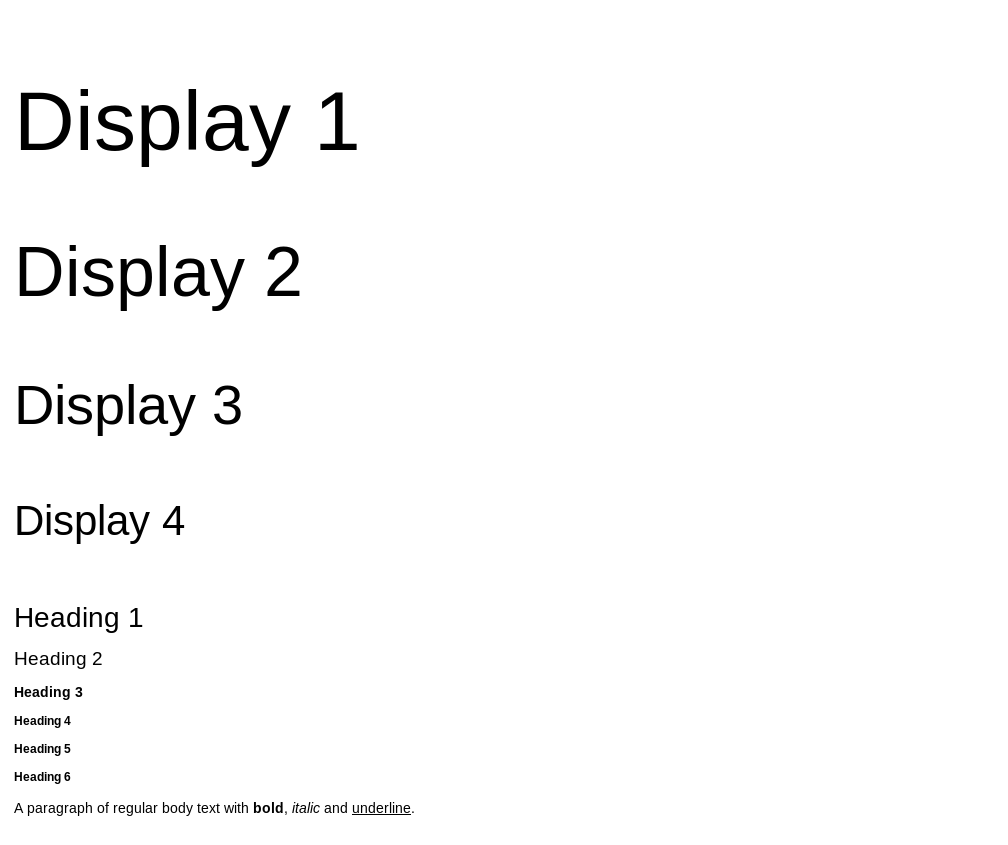 Display 1
Display 2
Display 3
Display 4
Heading 1
Heading 2
Heading 3
Heading 4
Heading 5
Heading 6
A paragraph of regular body text with bold, italic and underline.